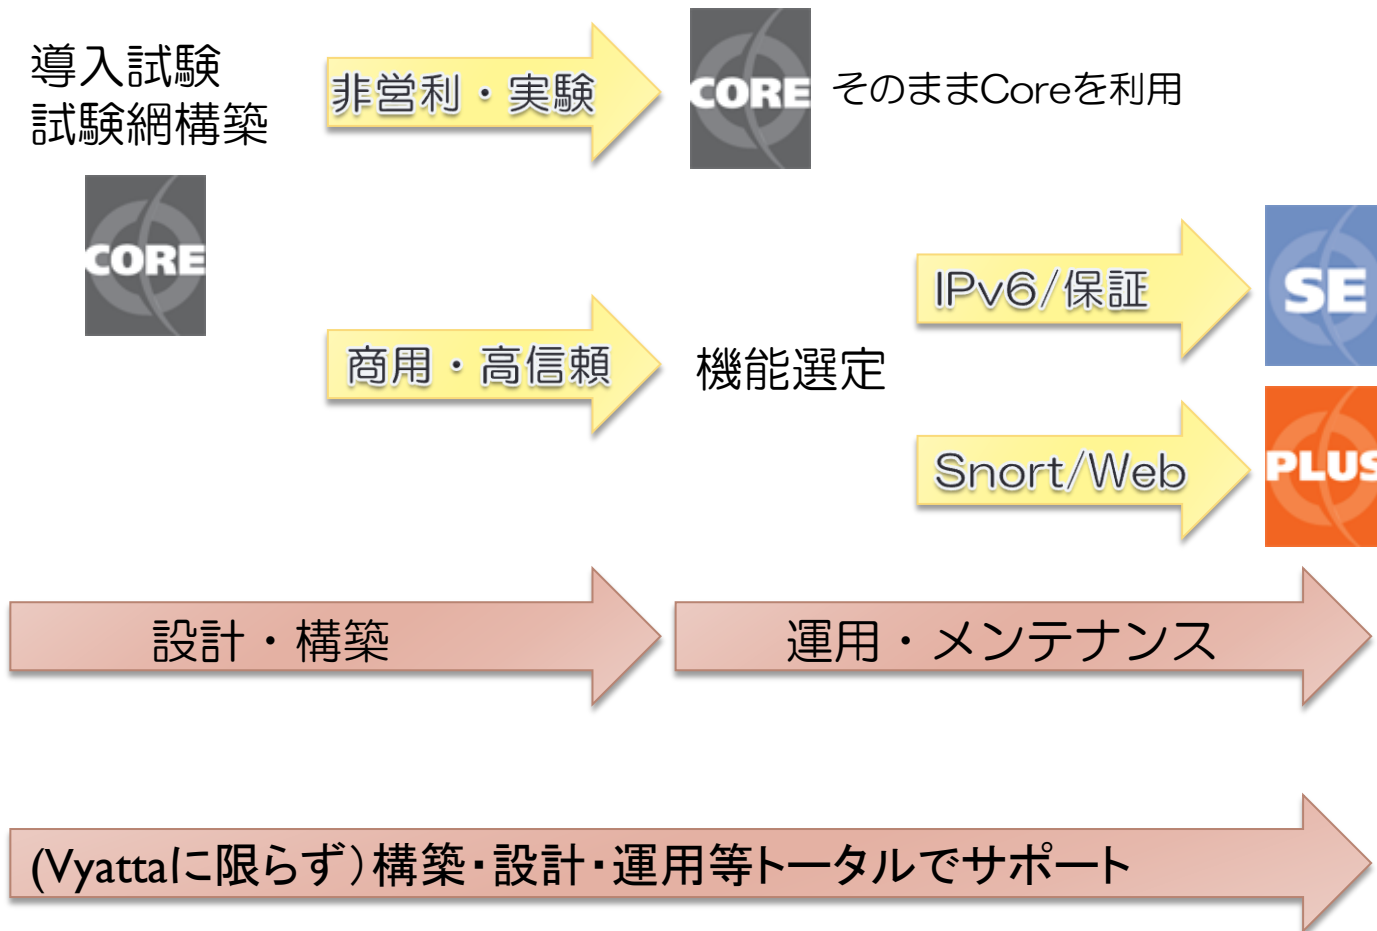 導入試験
試験網構築
CORE
非営利・実験
CORE
そのままCoreを利用
商用・高信頼
機能選定
IPv6/保証
SE
Snort/Web
PLUS
設計・構築
運用・メンテナンス
(Vyattaに限らず)構築・設計・運用等トータルでサポート